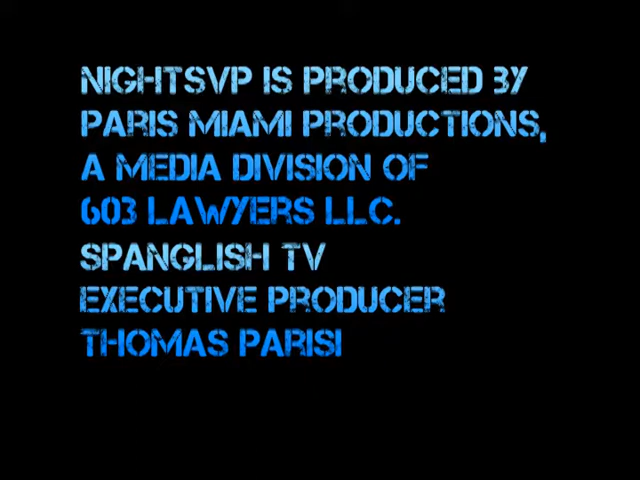 NIGHTSVP IS PRODUCED BY
PARIS MIAMI PRODUCTIONS,
A MEDIA DIVISION OF
603 LAWYERS LLC.
SPANGLISH TV
EXECUTIVE PRODUCER
THOMAS PARISI